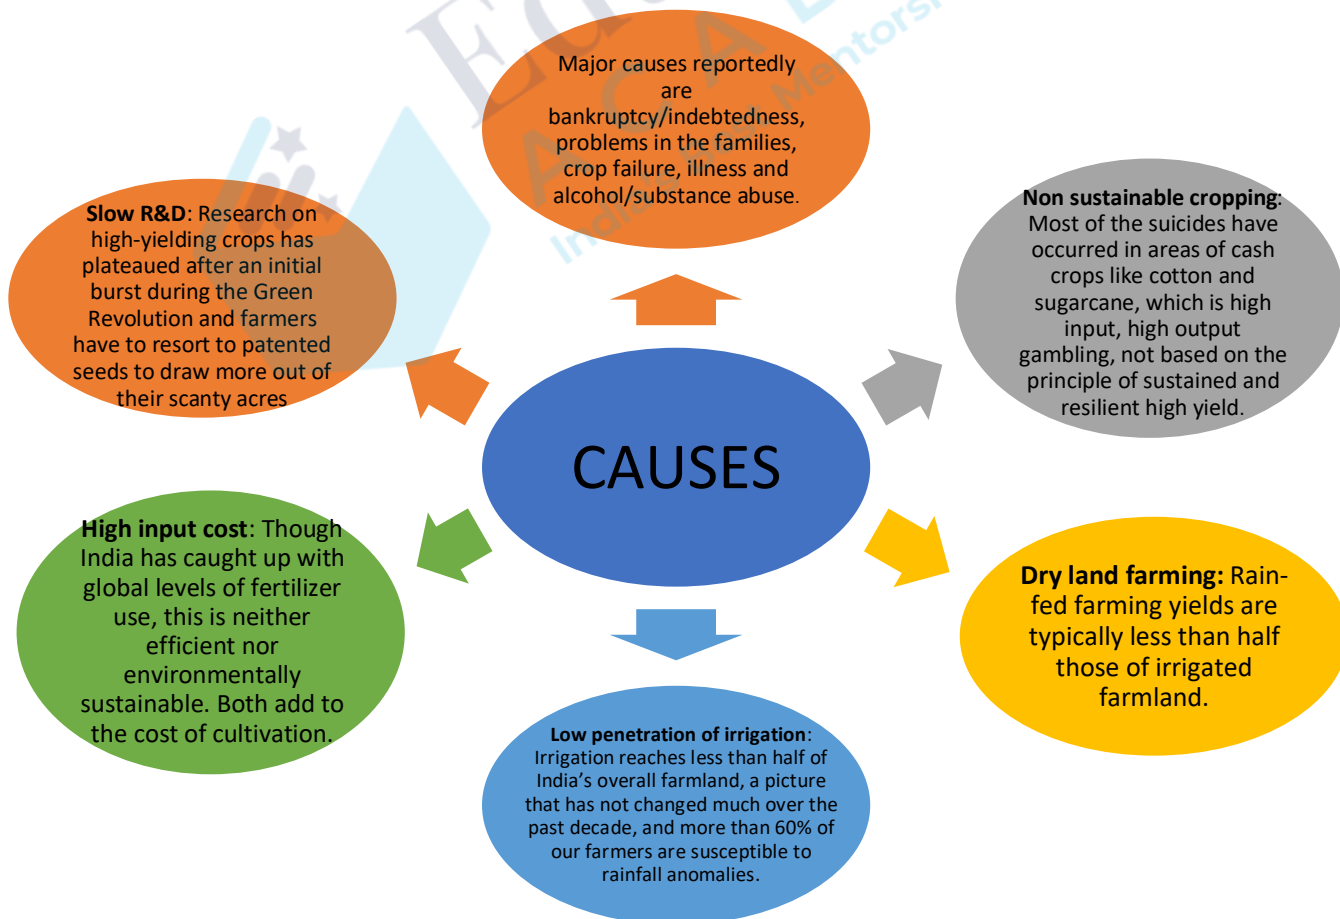 Major causes reportedly
are
bankruptcy/indebtedness,
problems in the families,
crop failure, illness and
alcohol/substance abuse.
Non sustainable cropping:
Most of the suicides have
occurred in areas of cash
crops like cotton and
sugarcane, which is high
input, high output
gambling, not based on the
principle of sustained and
resilient high yield.
Dry land farming: Rain-
fed farming yields are
typically less than half
those of irrigated
farmland.
Low penetration of irrigation:
Irrigation reaches less than half of
India’s overall farmland, a picture
that has not changed much over the
past decade, and more than 60% of
our farmers are susceptible to
rainfall anomalies.
High input cost: Though
India has caught up with
global levels of fertilizer
use, this is neither
efficient nor
environmentally
sustainable. Both add to
the cost of cultivation.
Slow R&D: Research on
high-yielding crops has
plateaued after an initial
burst during the Green
Revolution and farmers
have to resort to patented
seeds to draw more out of
their scanty acres
CAUSES